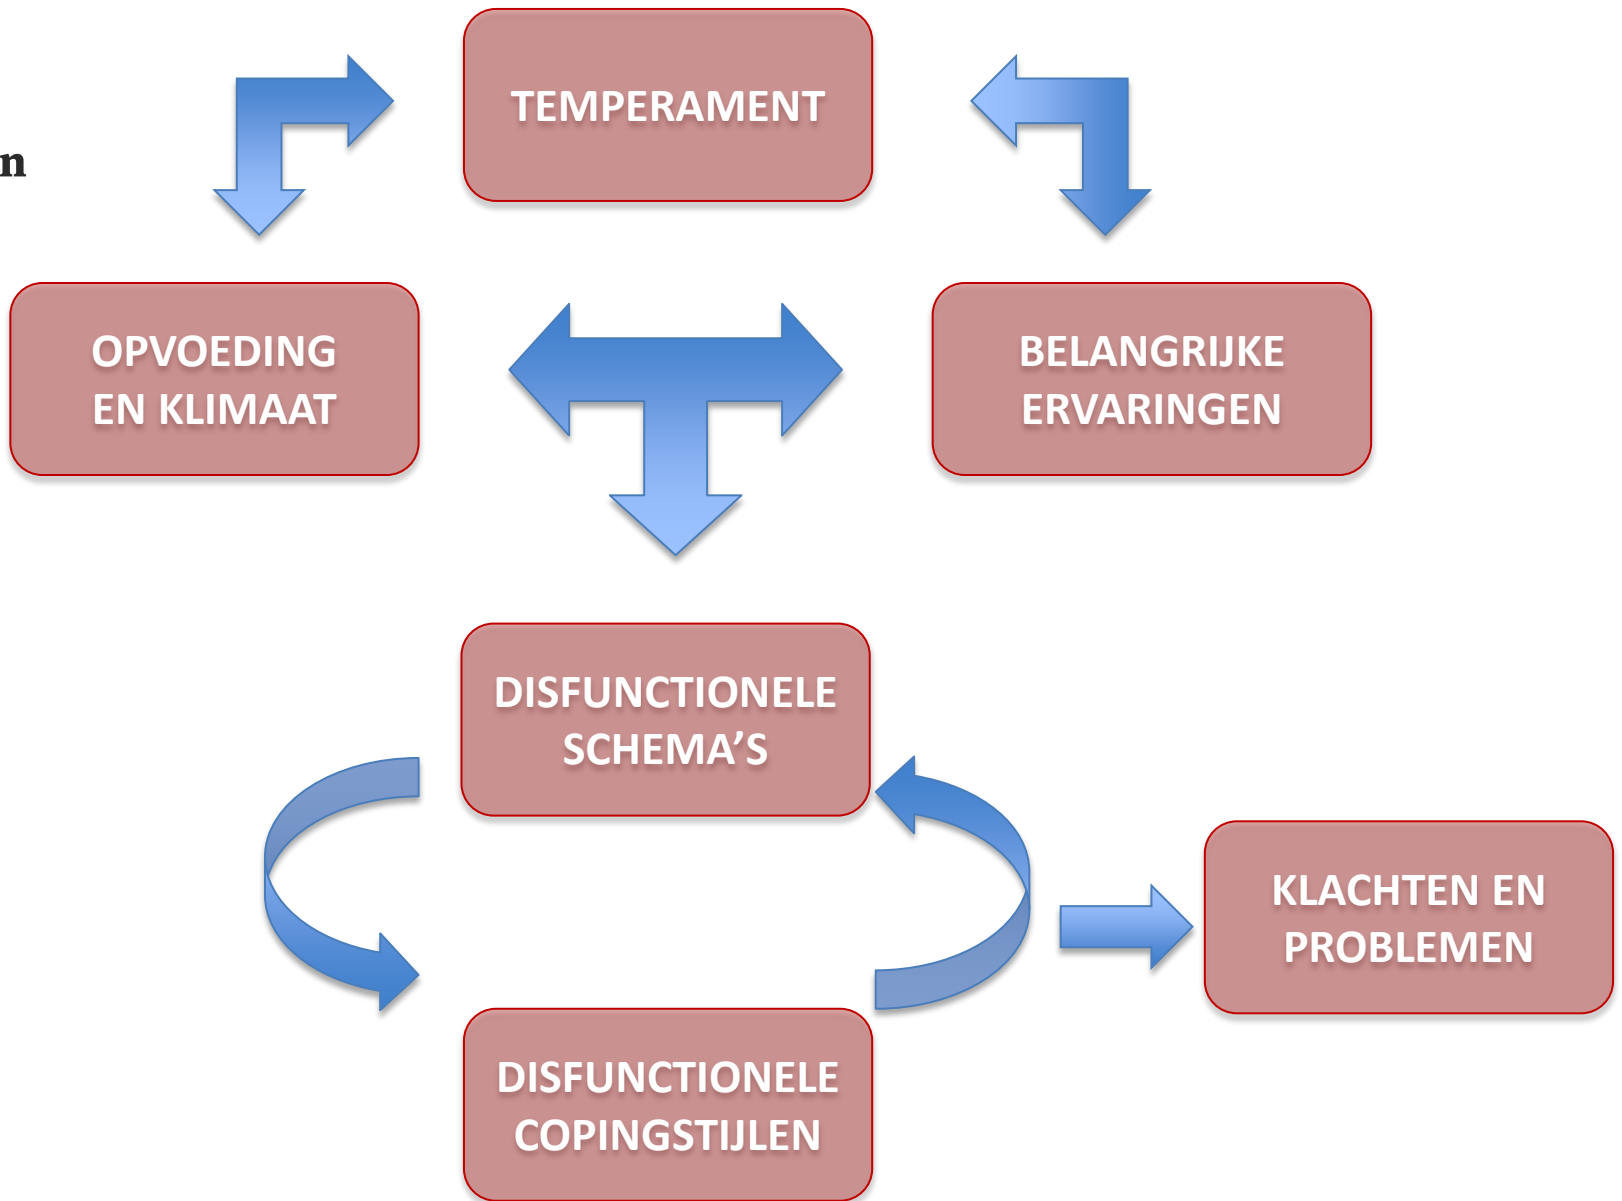 TEMPERAMENT
n
OPVOEDING
EN KLIMAAT
BELANGRIJKE
ERVARINGEN
DISFUNCTIONELE
SCHEMA’S
KLACHTEN EN
PROBLEMEN
DISFUNCTIONELE
COPINGSTIJLEN